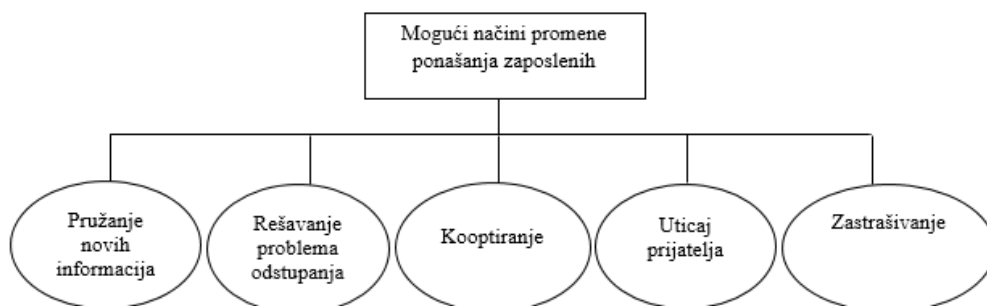 Mogući načini promene
ponašanja zaposlenih
Pružanje
novih
informacija
Rešavanje
problema
odstupanja
Kooptiranje
Uticaj
prijatelja
Zastrašivanje